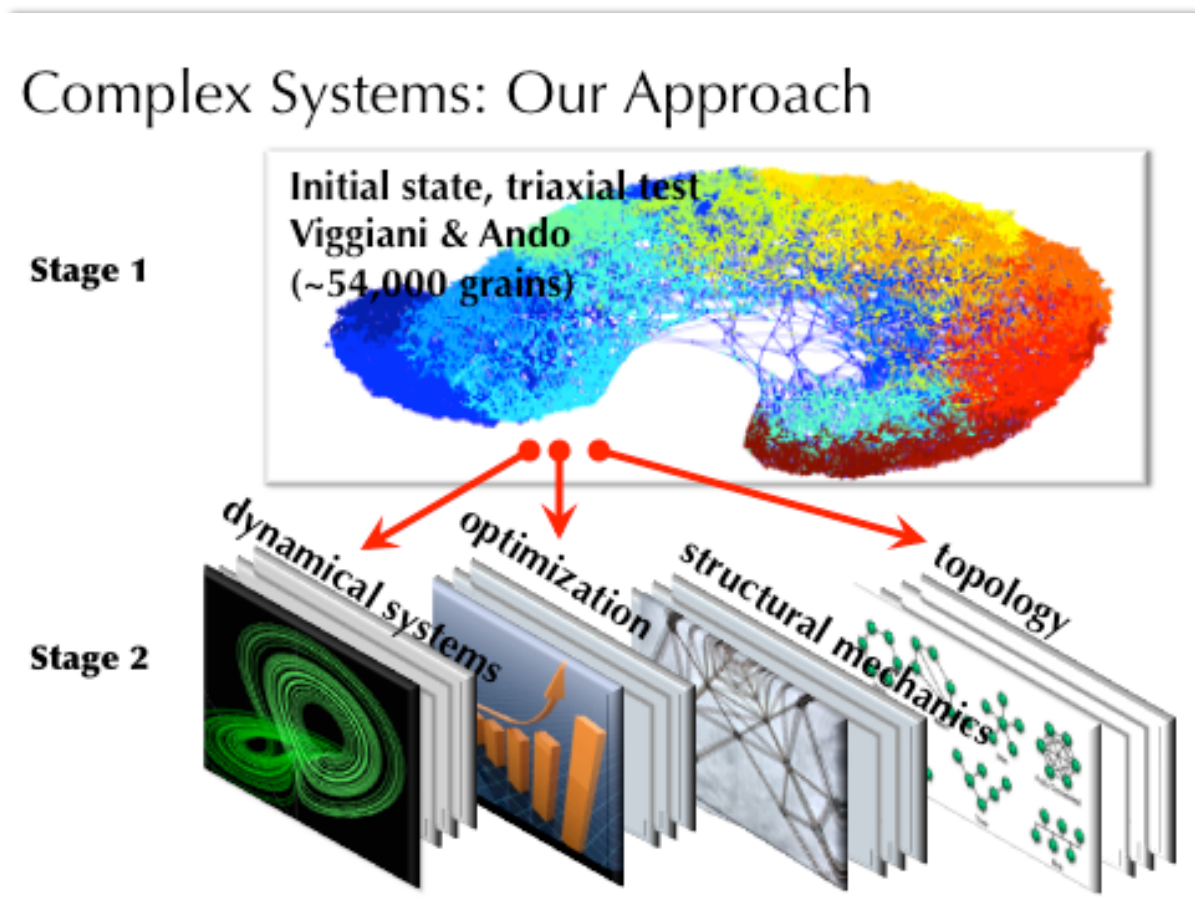 Complex Systems: Our Approach
Initial state, triaxial test
Viggiani & Ando
(~54,000 grains)
Stage 1
dynamical systems
optimization
structural mechanics
topology
Stage 2